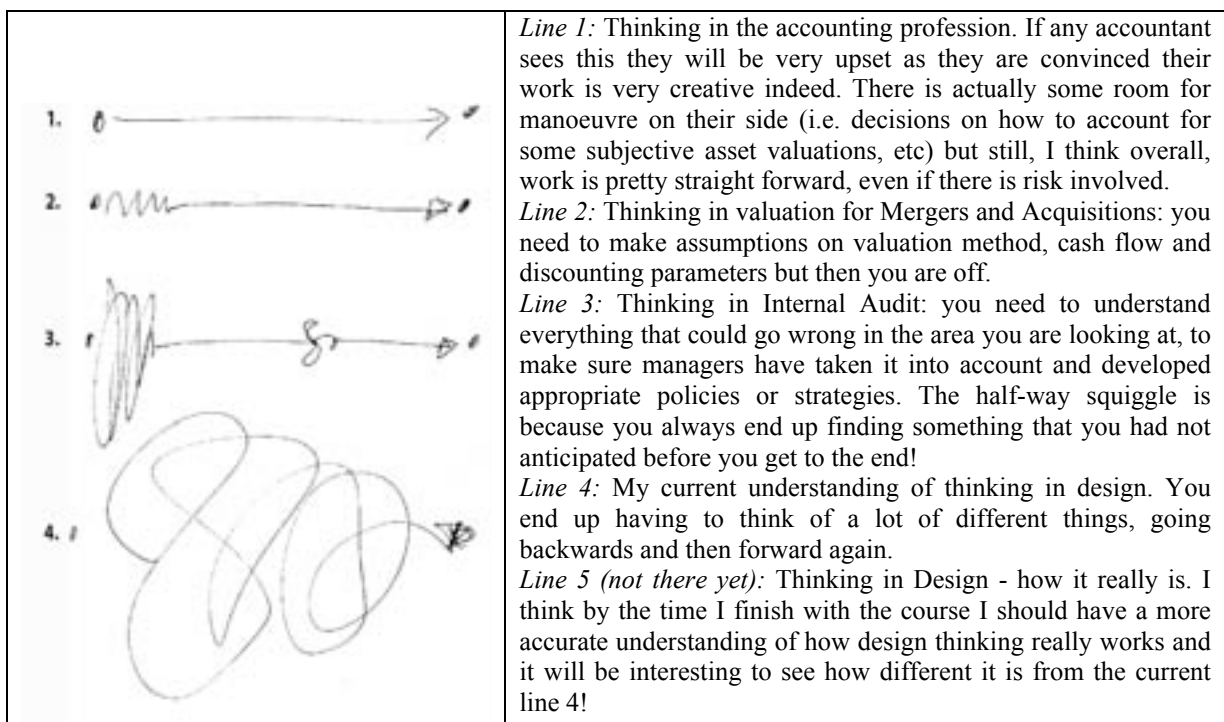 1.
2.
3.
4.
Line 1: Thinking in the accounting profession. If any accountant
sees this they will be very upset as they are convinced their
work is very creative indeed. There is actually some room for
manoeuvre on their side (i.e. decisions on how to account for
some subjective asset valuations, etc) but still, I think overall,
work is pretty straight forward, even if there is risk involved.
Line 2: Thinking in valuation for Mergers and Acquisitions: you
need to make assumptions on valuation method, cash flow and
discounting parameters but then you are off.
Line 3: Thinking in Internal Audit: you need to understand
everything that could go wrong in the area you are looking at, to
make sure managers have taken it into account and developed
appropriate policies or strategies. The half-way squiggle is
because you always end up finding something that you had not
anticipated before you get to the end!
Line 4: My current understanding of thinking in design. You
end up having to think of a lot of different things, going
backwards and then forward again.
Line 5 (not there yet): Thinking in Design - how it really is. I
think by the time I finish with the course I should have a more
accurate understanding of how design thinking really works and
it will be interesting to see how different it is from the current
line 4!